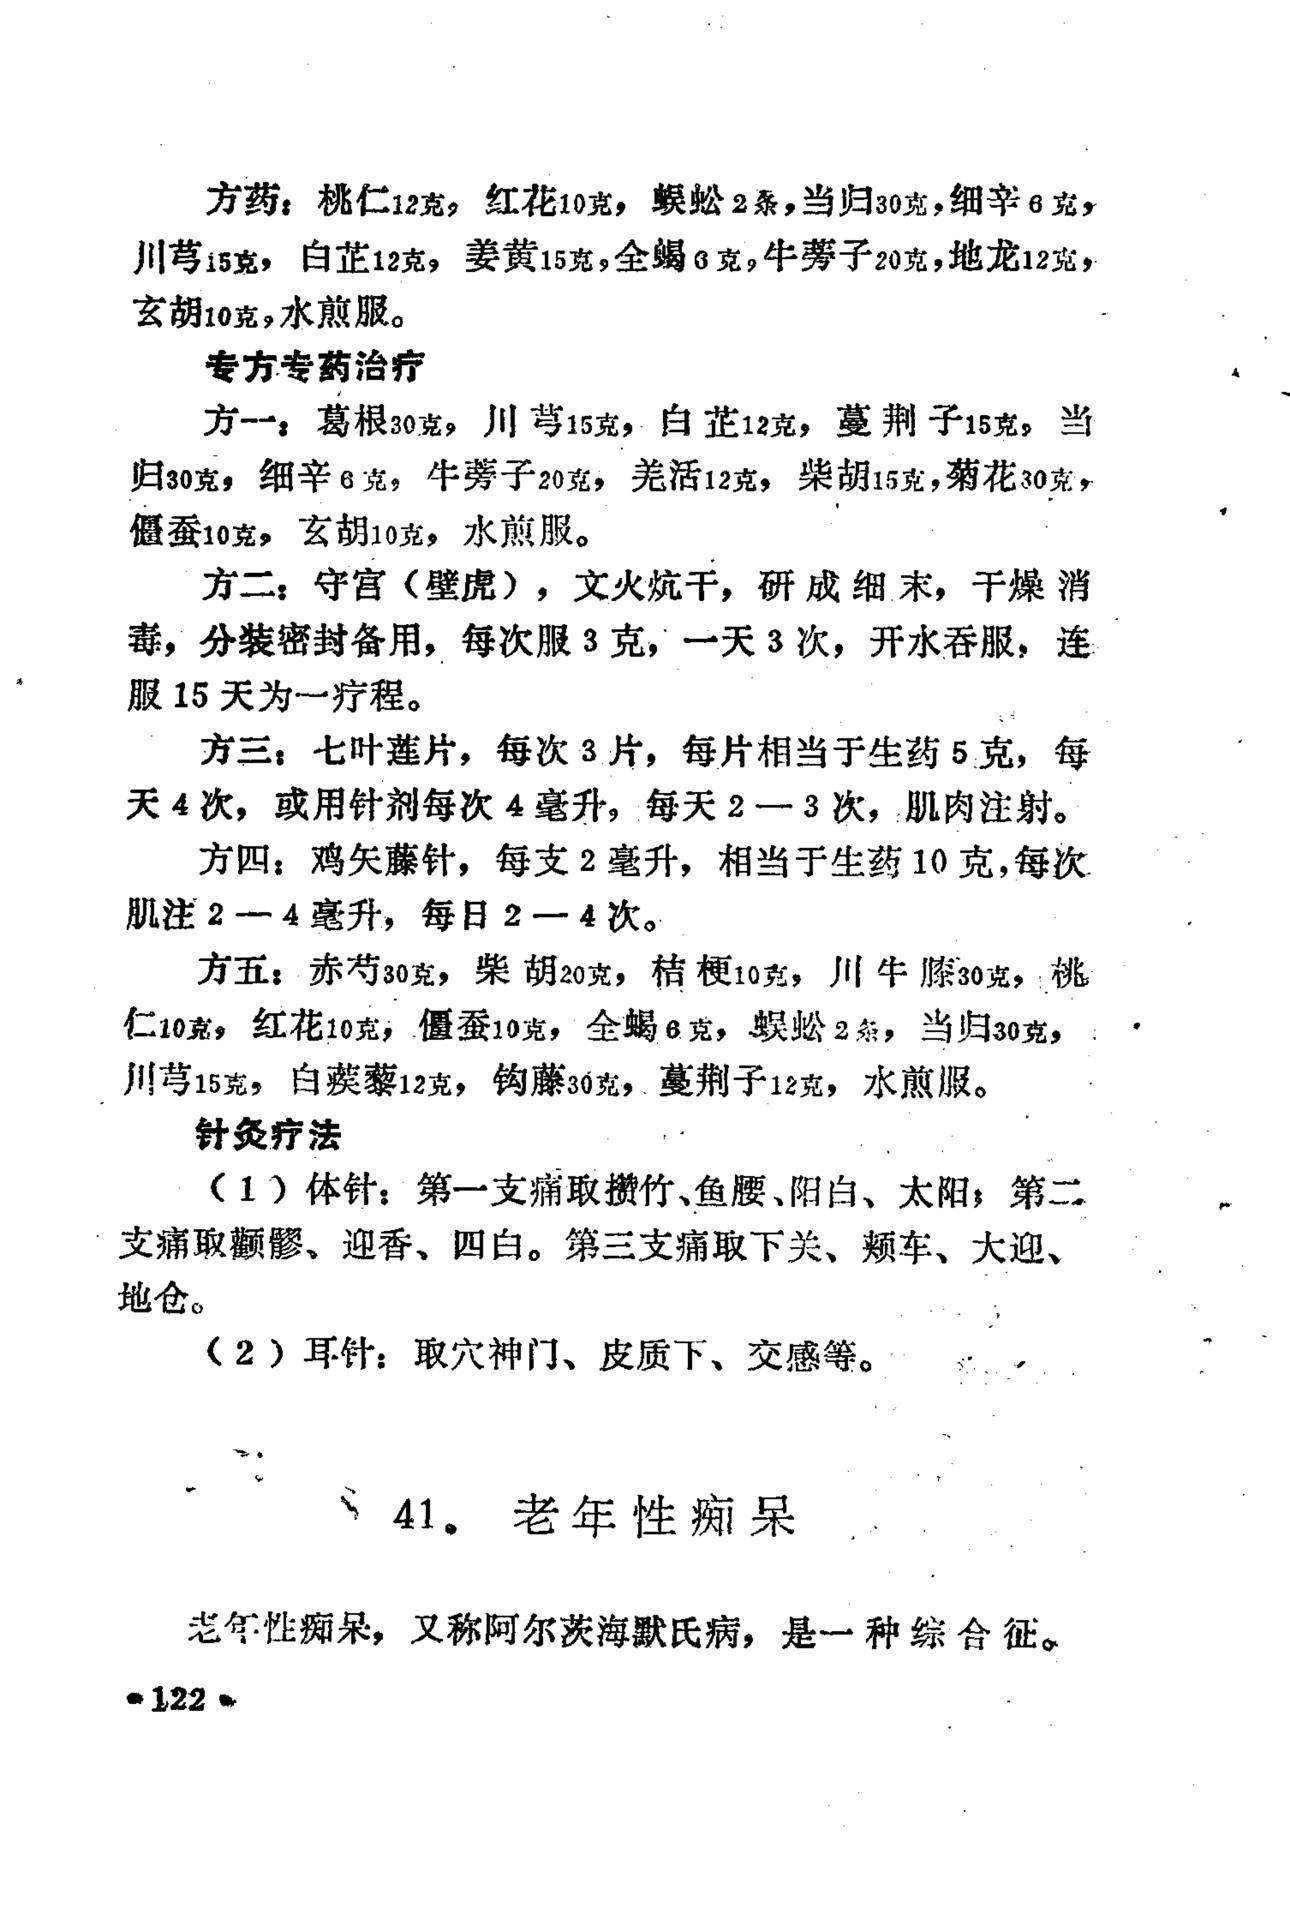 方药：桃仁12克，红花10克，蜈蚣2条，当归30克，细辛6克，
川芎15克，白芷12克，姜黄15克，全蝎6克，牛蒡子20克，地龙12克，
玄胡10克，水煎服。
专方专药治疗
方一：葛根30克，川芎15克，白芷12克，蔓荆子15克，当
归30克，细辛6克，牛蒡子20克，羌活12克，柴胡15克，菊花30克，
僵蚕10克，玄胡10克，水煎服。
方二：守宫（壁虎），文火炕干，研成细末，干燥消
毒，分装密封备用，每次服3克，一天3次，开水吞服，连
服15天为一疗程。
方三：七叶莲片，每次3片，每片相当于生药5克，每
天4次，或用针剂每次4毫升，每天2—3次，肌肉注射。
方四：鸡矢藤针，每支2毫升，相当于生药10克，每次
肌注2—4毫升，每日2—4次。
方五：赤芍30克，柴胡20克，桔梗10克，川牛膝30克，桃
仁10克，红花10克，僵蚕10克，全蝎6克，蜈蚣2条，当归30克，
川芎15克，白蒺藜12克，钩藤30克，蔓荆子12克，水煎服。
针灸疗法
（1）体针：第一支痛取攒竹、鱼腰、阳白、太阳；第二
支痛取颧髎、迎香、四白。第三支痛取下关、颊车、大迎、
地仓。
（2）耳针：取穴神门、皮质下、交感等。
41。老年性痴呆
老年性痴呆，又称阿尔茨海默氏病，是一种综合征。
•122•